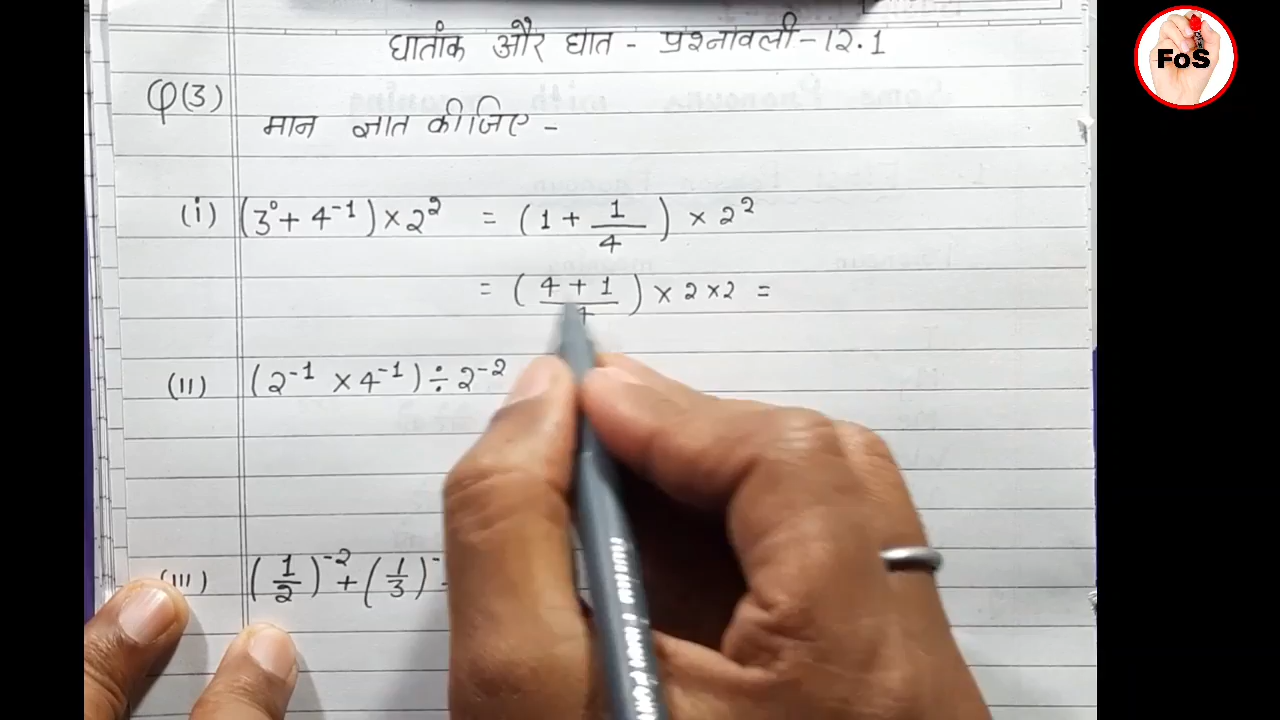 घातांक और घात - प्रश्नावली - 12.1
FoS
Q(3)
मान ज्ञात कीजिए -
(i) (3⁰ + 4⁻¹) × 2² = (1 + 1/4) × 2²
= (4 + 1/4) × 2 × 2 =
(ii) (2⁻¹ × 4⁻¹) ÷ 2⁻²
(iii) (1/2)⁻² + (1/3)⁻